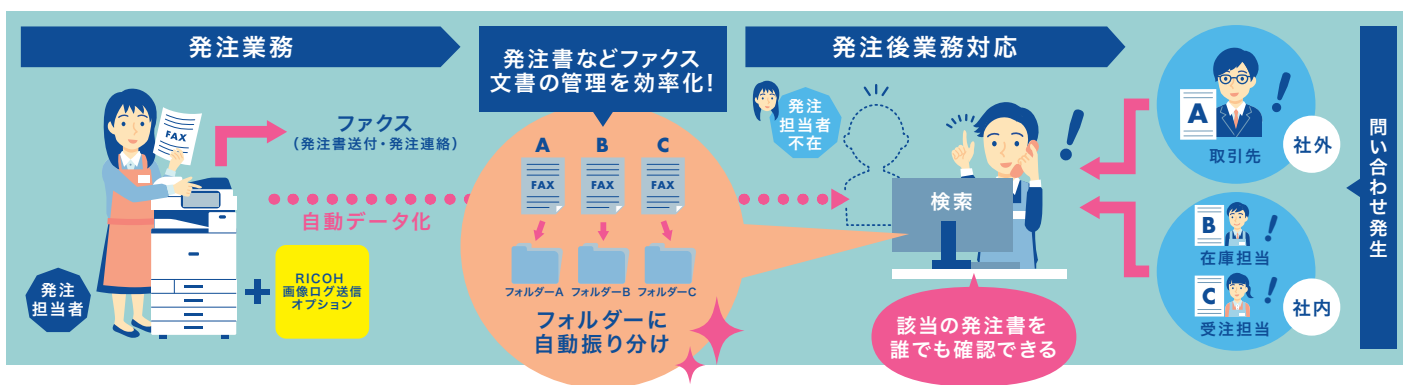 発注業務
FAX
ファクス
（発注書送付・発注連絡）
自動データ化
発注
担当者
RICOH
画像ログ送信
オプション
発注書などファクス
文書の管理を効率化！
A
B
C
FAX
FAX
FAX
フォルダーA
フォルダーB
フォルダーC
フォルダーに
自動振り分け
発注後業務対応
発注
担当者
不在
検索
該当の発注書を
誰でも確認できる
A
取引先
社外
B
在庫担当
C
受注担当
社内
問い合わせ発生